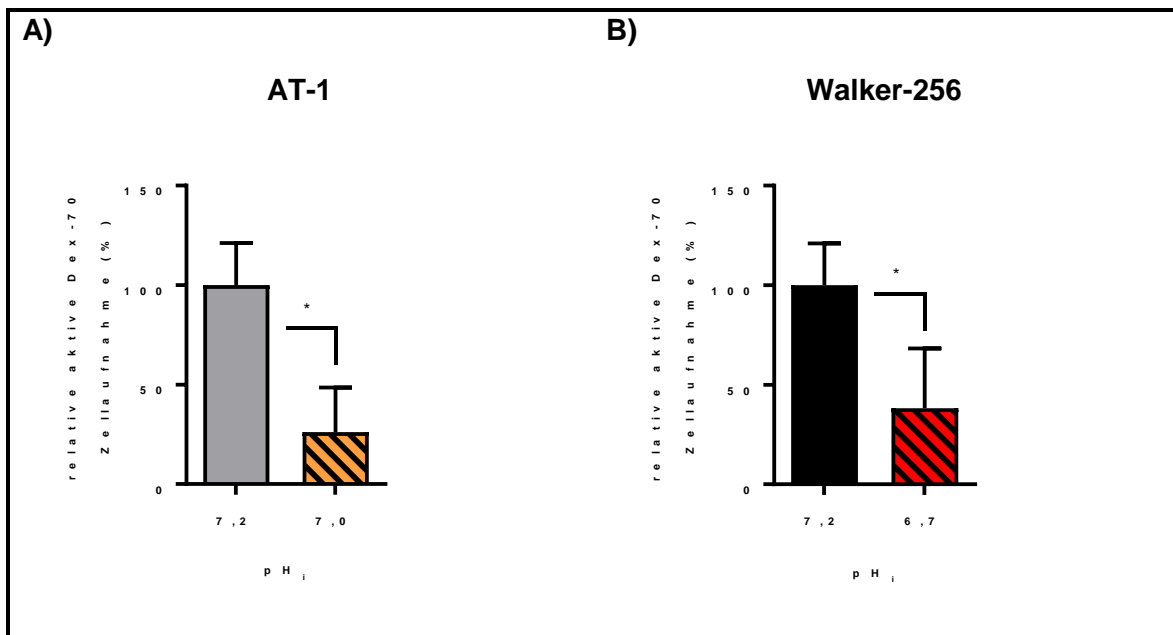 A)
AT-1
relative aktive Dex-70
Zellaufnahme (%)
150
100
50
0
*
7,2
7,0
pHi
B)
Walker-256
relative aktive Dex-70
Zellaufnahme (%)
150
100
50
0
*
7,2
6,7
pHi